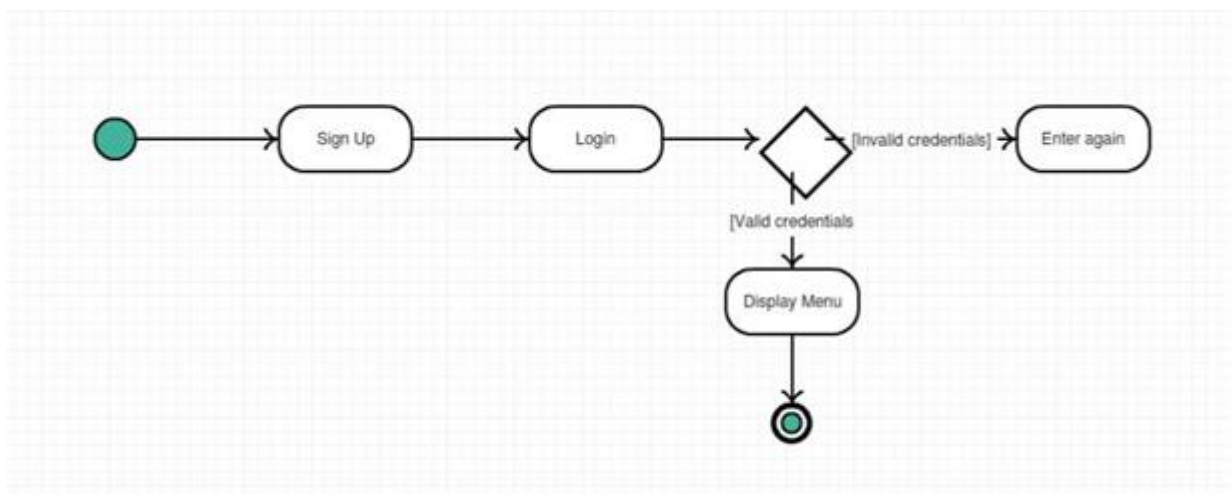 Sign Up
Login
[Invalid credentials]
Enter again
[Valid credentials
Display Menu